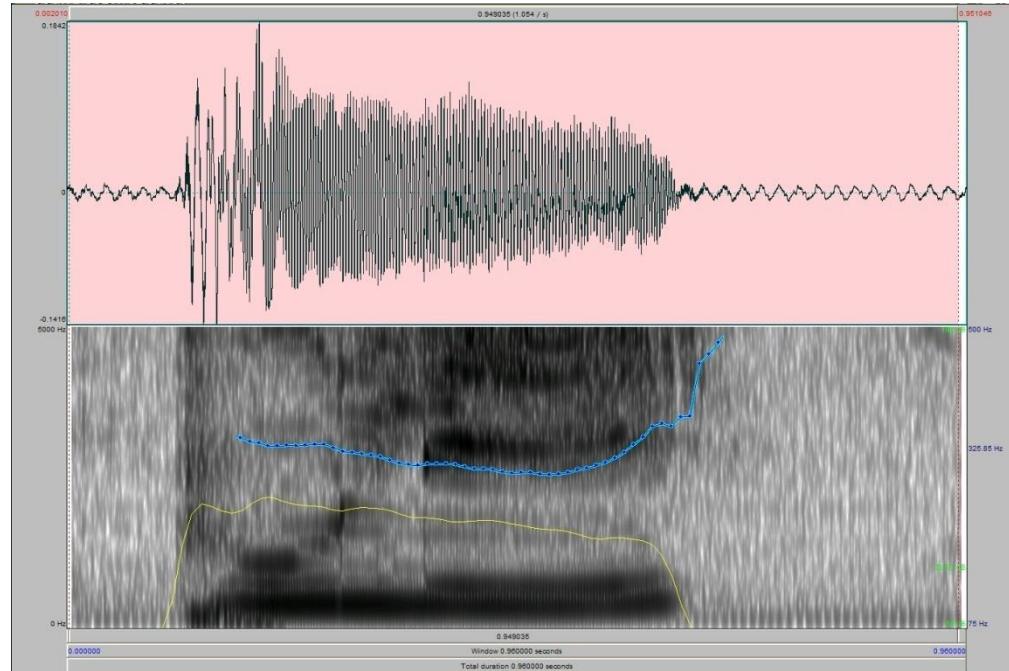 0.002010 0.949035 (1.054 / s) 0.951046
0.1842
0
-0.1416
5000 Hz 500 Hz
325.85 Hz
0 Hz 75 Hz
0.949035
0.000000 Window 0.960000 seconds 0.960000
Total duration 0.960000 seconds